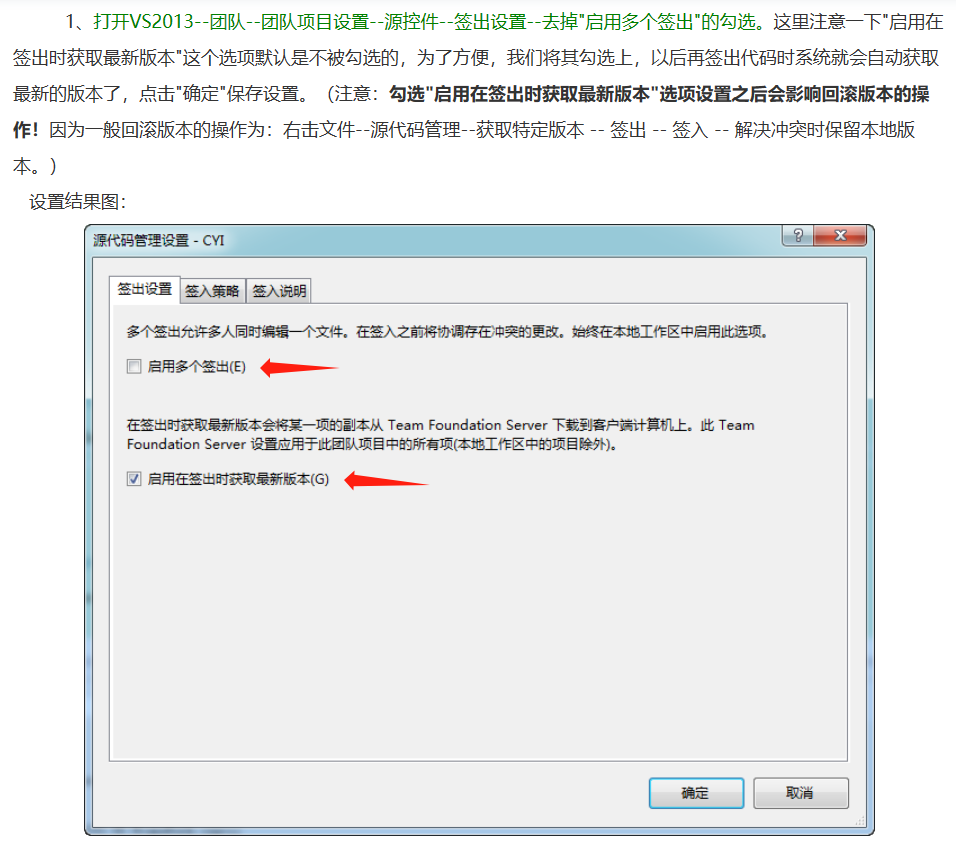 1、打开VS2013--团队--团队项目设置--源控件--签出设置--去掉"启用多个签出"的勾选。这里注意一下"启用在
签出时获取最新版本"这个选项默认是不被勾选的，为了方便，我们将其勾选上，以后再签出代码时系统就会自动获取
最新的版本了，点击"确定"保存设置。（注意：勾选"启用在签出时获取最新版本"选项设置之后会影响回滚版本的操
作！因为一般回滚版本的操作为：右击文件--源代码管理--获取特定版本 -- 签出 -- 签入 -- 解决冲突时保留本地版
本。）
设置结果图：
源代码管理设置 - CYI
签出设置 签入策略 签入说明
多个签出允许多人同时编辑一个文件。在签入之前将协调存在冲突的更改。始终在本地工作区中启用此选项。
启用多个签出(E)
在签出时获取最新版本会将某一项的副本从 Team Foundation Server 下载到客户端计算机上。此 Team
Foundation Server 设置应用于此团队项目中的所有项(本地工作区中的项目除外)。
启用在签出时获取最新版本(G)
确定 取消